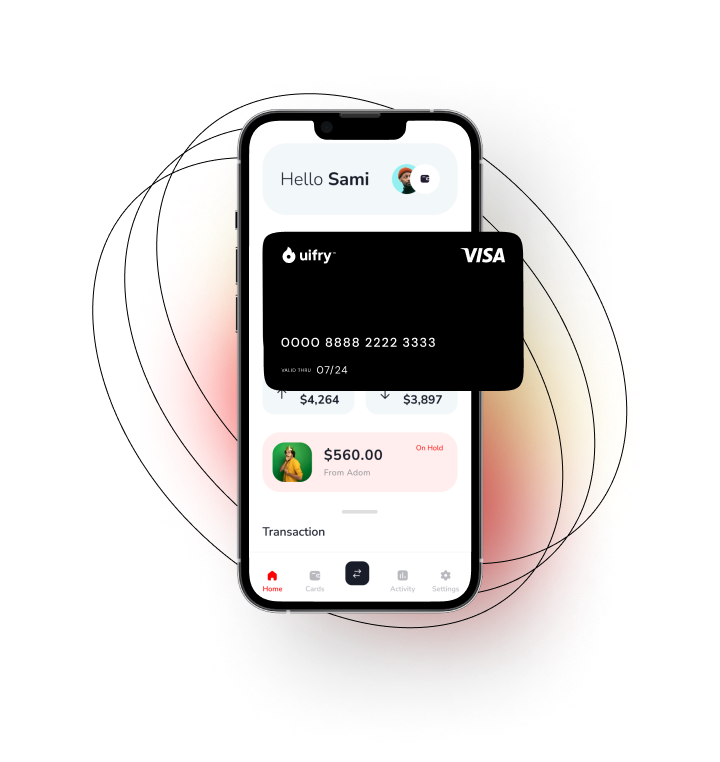 Hello Sami
uifry™
VISA
0000 8888 2222 3333
VALID THRU 07/24
$4,264
$3,897
$560.00
On Hold
From Adom
Transaction
Home
Cards
Activity
Settings